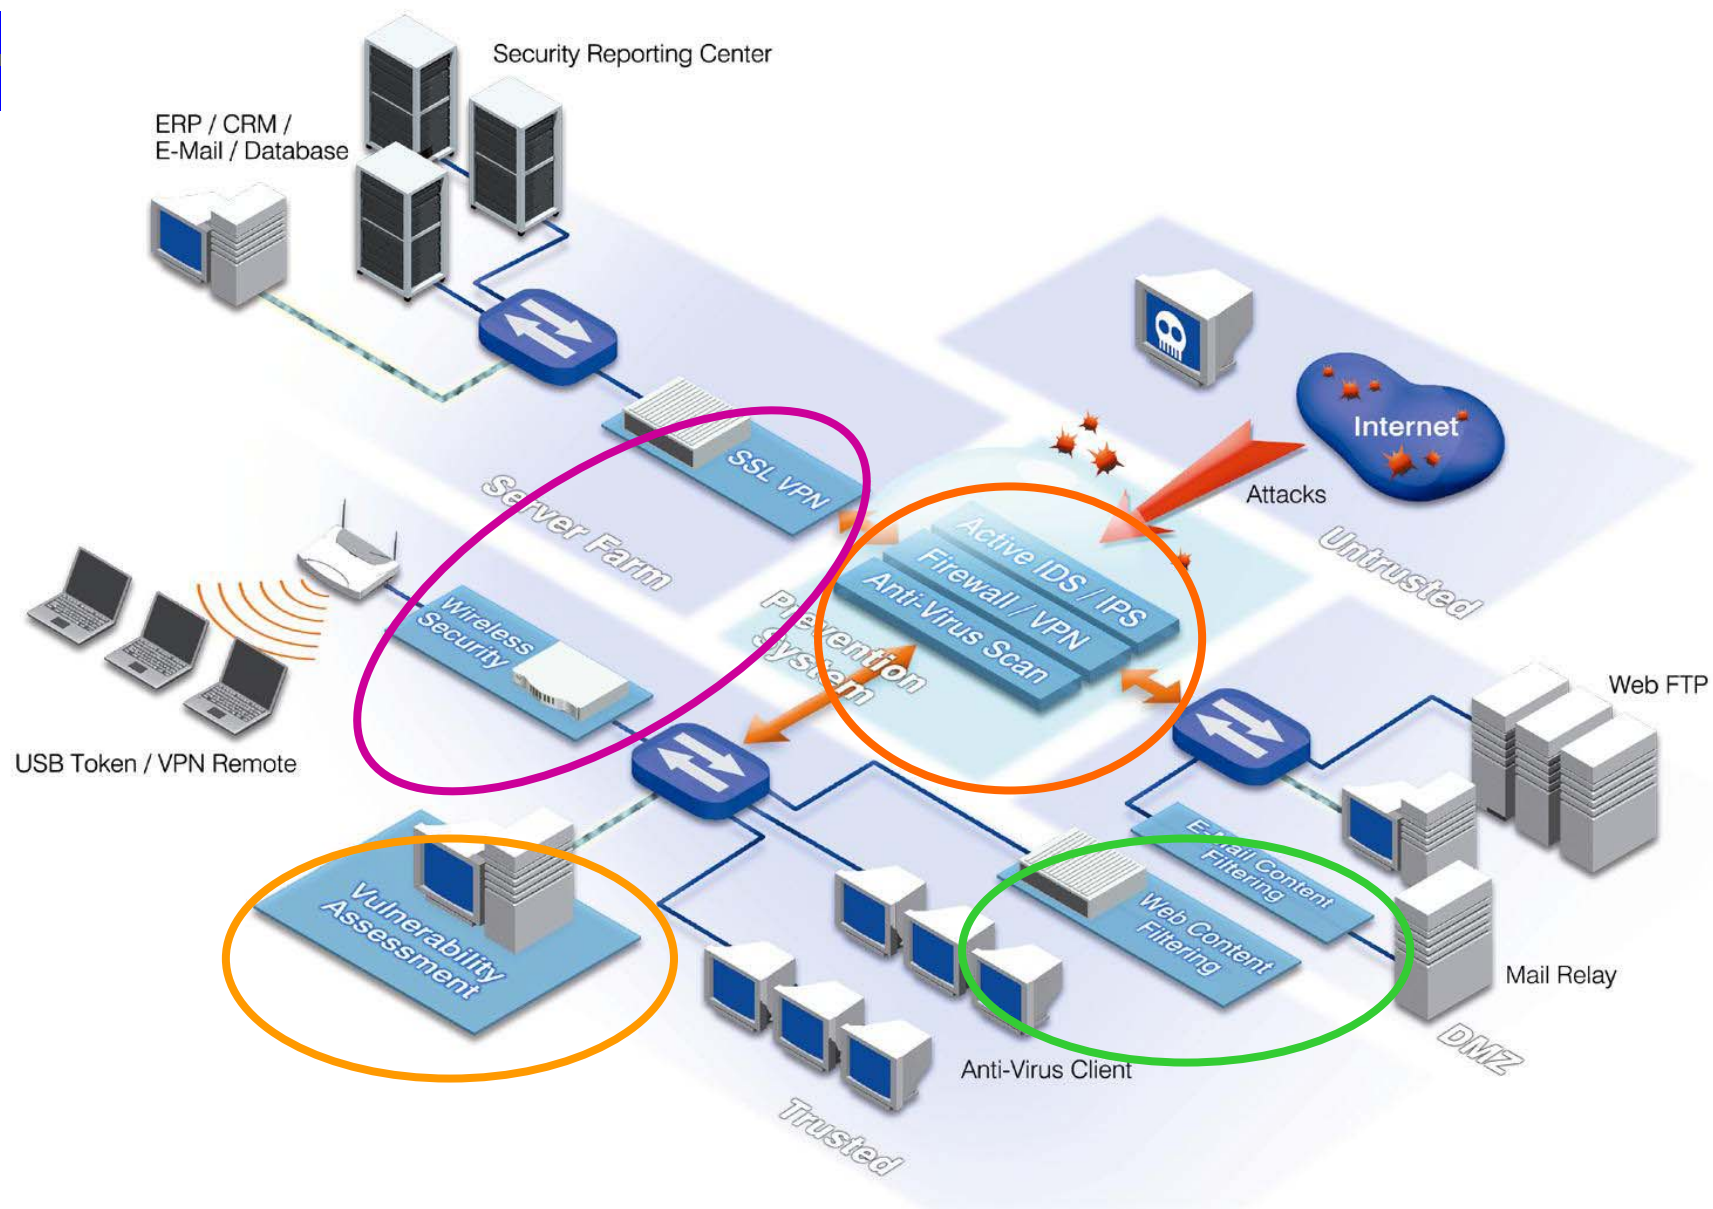 Security Reporting Center
ERP / CRM /
E-Mail / Database
Internet
SSL VPN
Attacks
Server Farm
Untrusted
Active IDS / IPS
Firewall / VPN
Anti-Virus Scan
Prevention
System
Wireless
Security
Web FTP
USB Token / VPN Remote
E-Mail Content
Filtering
Vulnerability
Assessment
Web Content
Filtering
Mail Relay
DMZ
Anti-Virus Client
Trusted